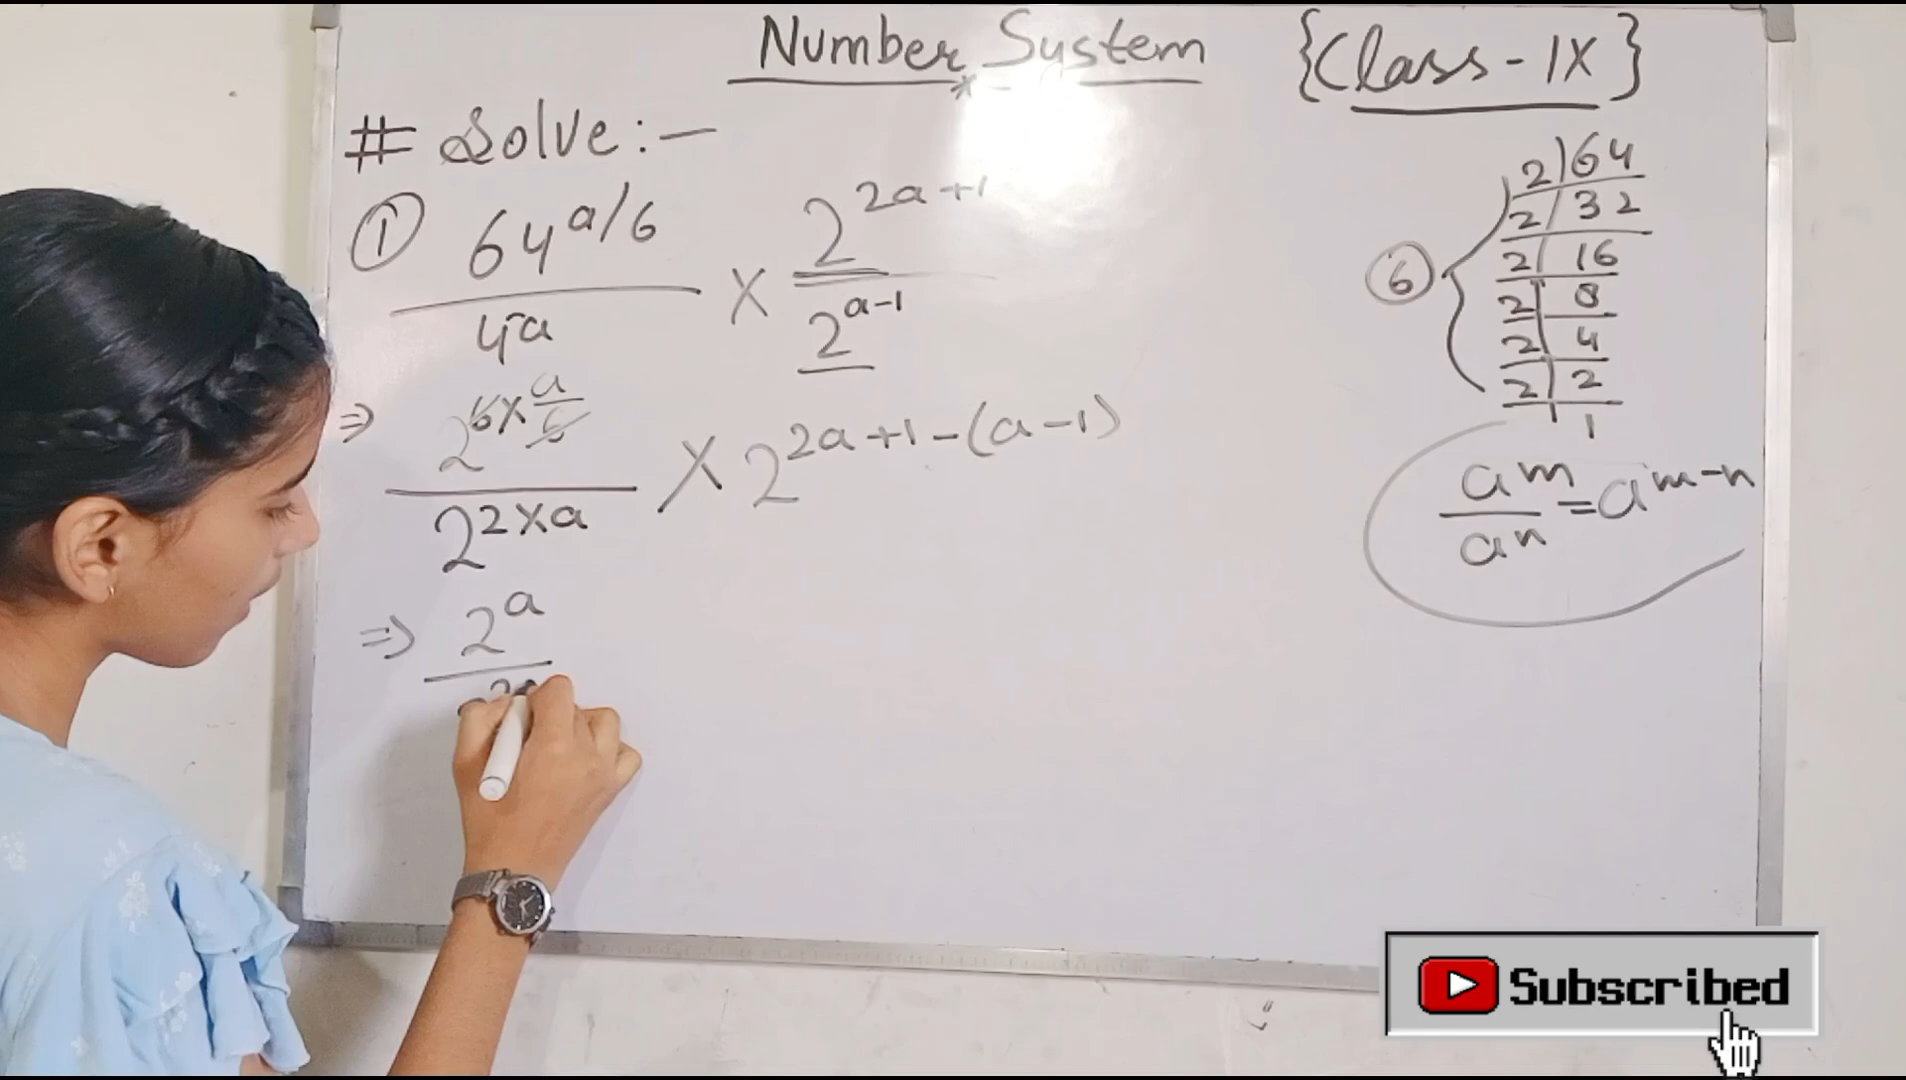 Number System {Class-IX}
# Solve:-
① 64^a/6 / 4^a × 2^2a+1 / 2^a-1
⇒ 2^6×a/6 / 2^2×a × 2^2a+1-(a-1)
⇒ 2^a
2|64
2|32
2|16
2|8
2|4
2|2
1
⑥
a^m / a^n = a^m-n
Subscribed